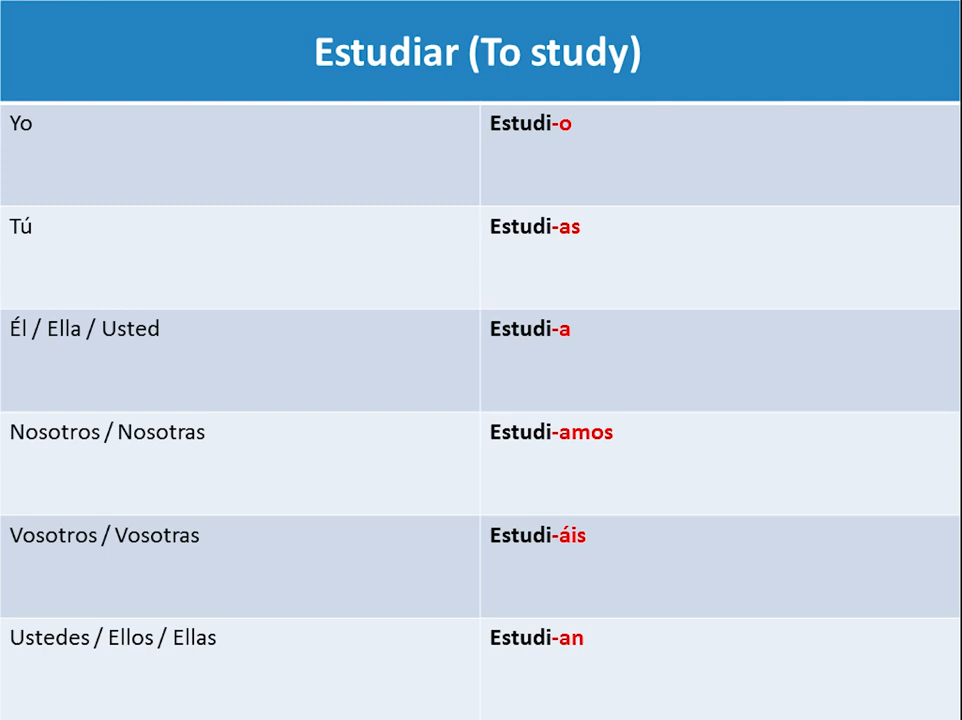 Estudiar (To study)
Yo Estudi-o
Tú Estudi-as
Él / Ella / Usted Estudi-a
Nosotros / Nosotras Estudi-amos
Vosotros / Vosotras Estudi-áis
Ustedes / Ellos / Ellas Estudi-an